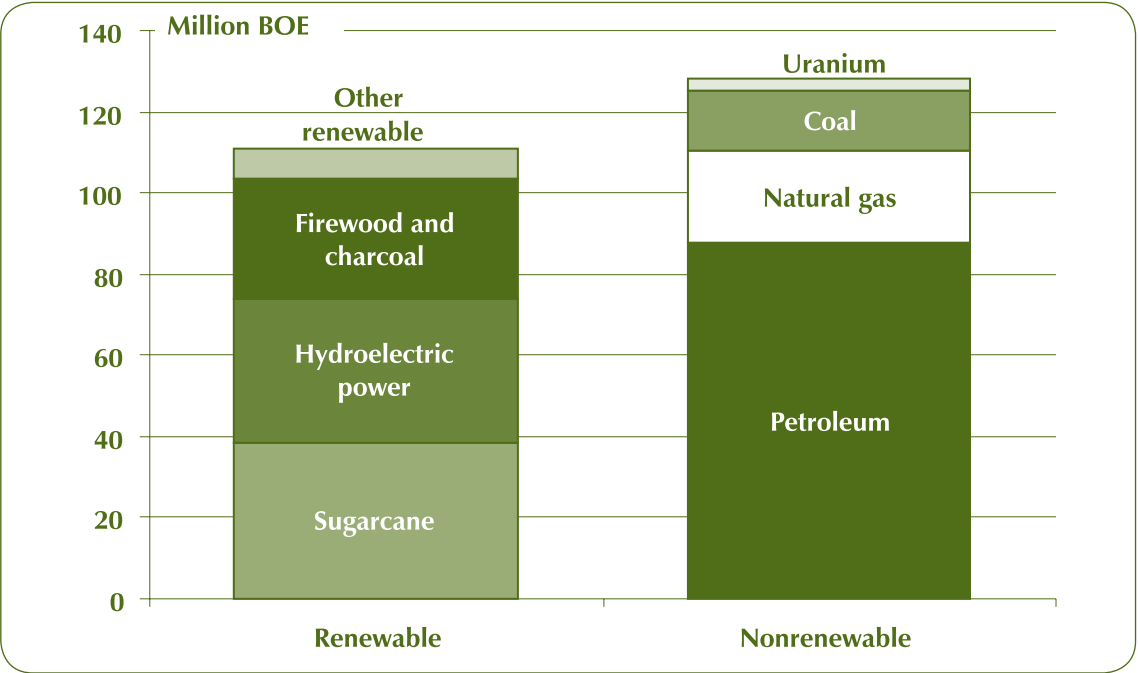 Million BOE
140
120
100
80
60
40
20
0
Other
renewable
Firewood and
charcoal
Hydroelectric
power
Sugarcane
Uranium
Coal
Natural gas
Petroleum
Renewable
Nonrenewable